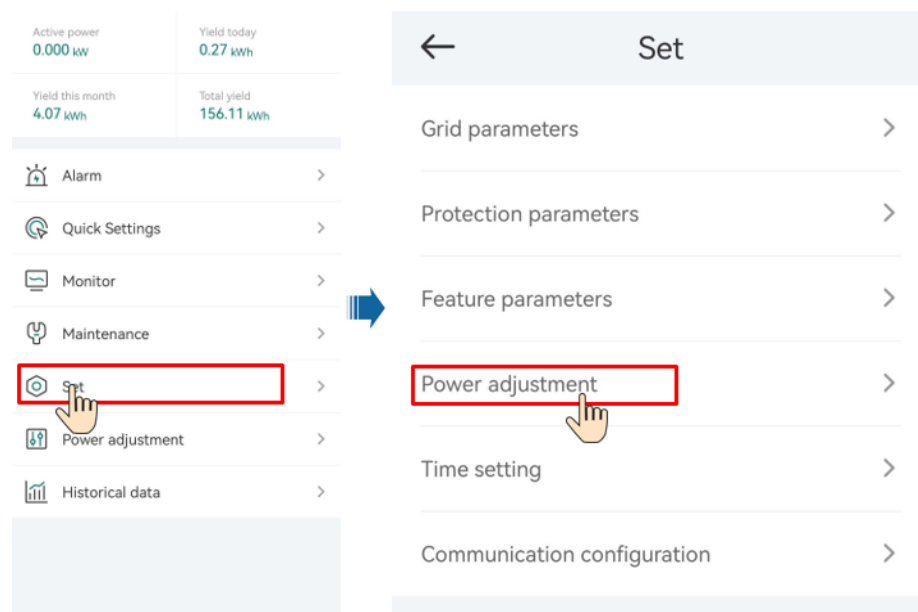 Active power
0.000 kW
Yield today
0.27 kWh
Yield this month
4.07 kWh
Total yield
156.11 kWh
Alarm
Quick Settings
Monitor
Maintenance
Set
Power adjustment
Historical data
Set
Grid parameters
Protection parameters
Feature parameters
Power adjustment
Time setting
Communication configuration